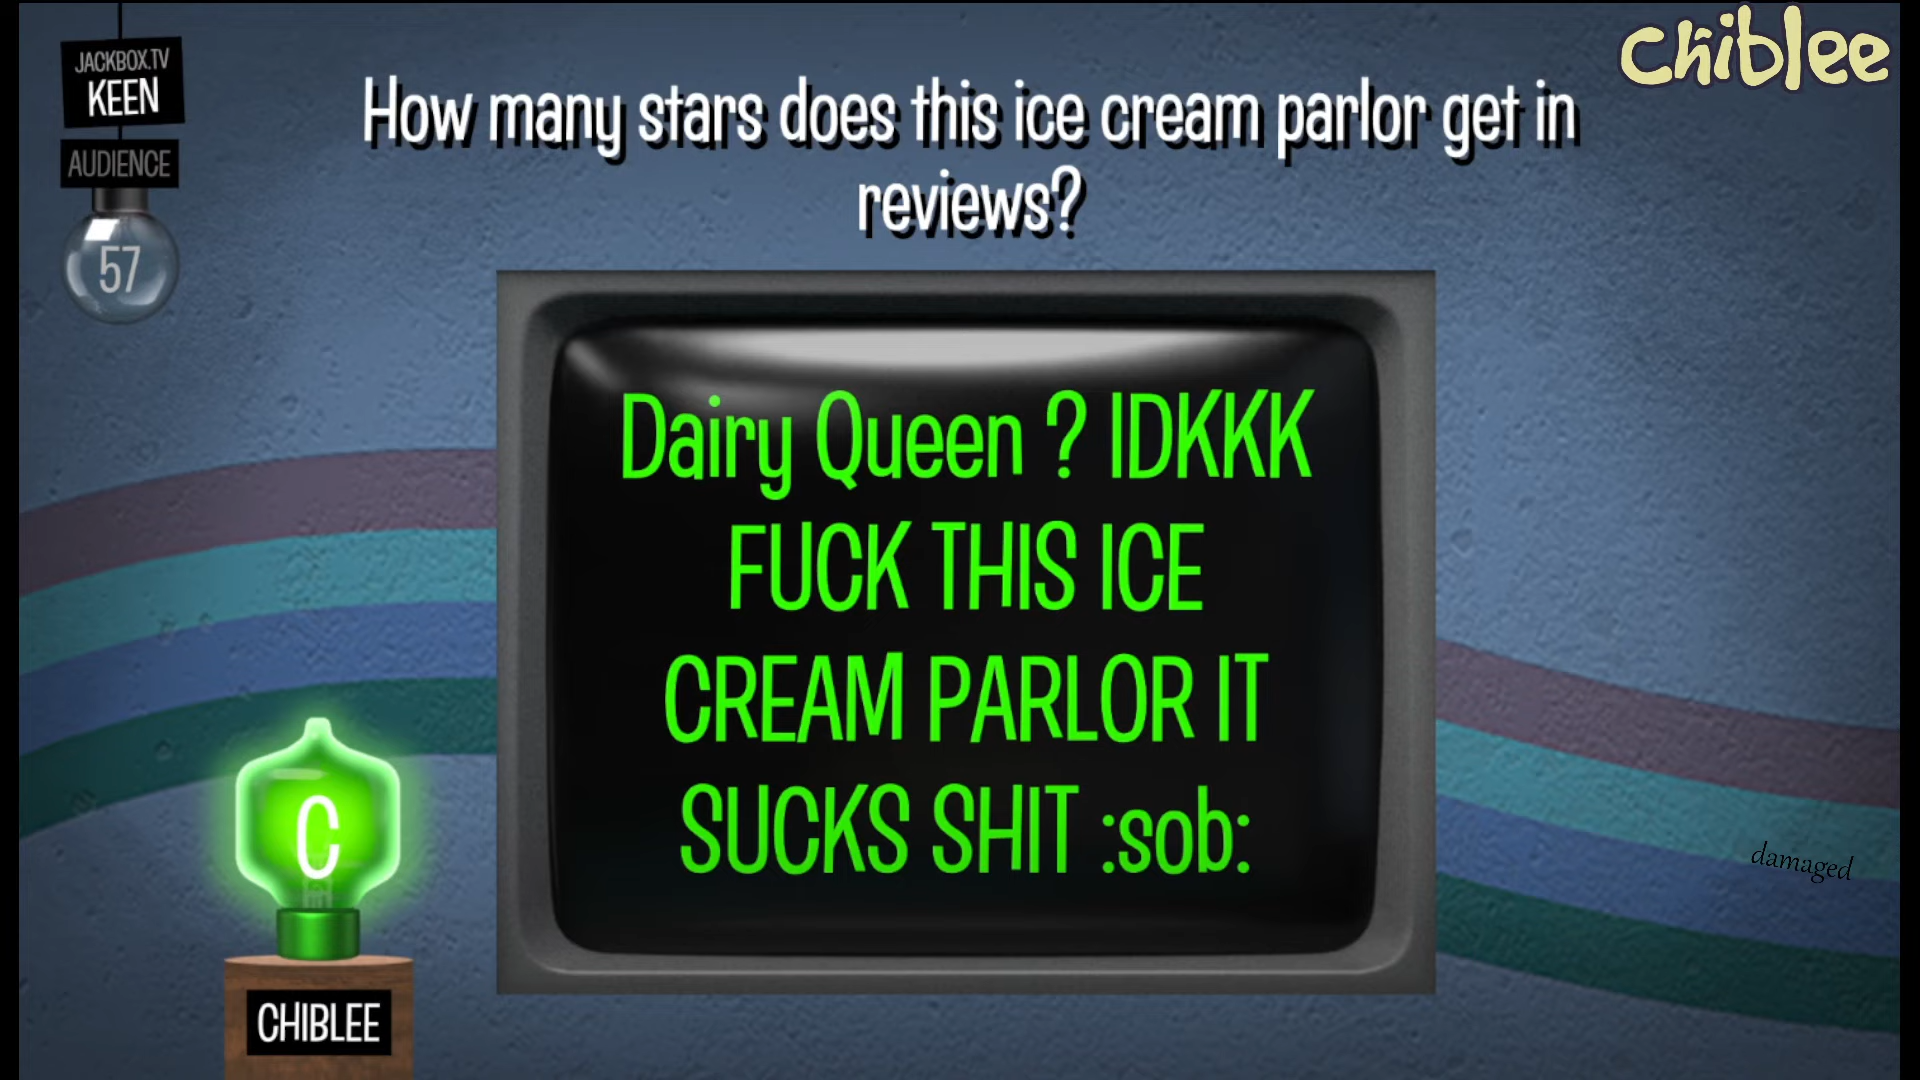 JACKBOX.TV
KEEN
AUDIENCE
57
Chiblee
How many stars does this ice cream parlor get in
reviews?
Dairy Queen ? IDKKK
FUCK THIS ICE
CREAM PARLOR IT
SUCKS SHIT :sob:
C
CHIBLEE
damaged